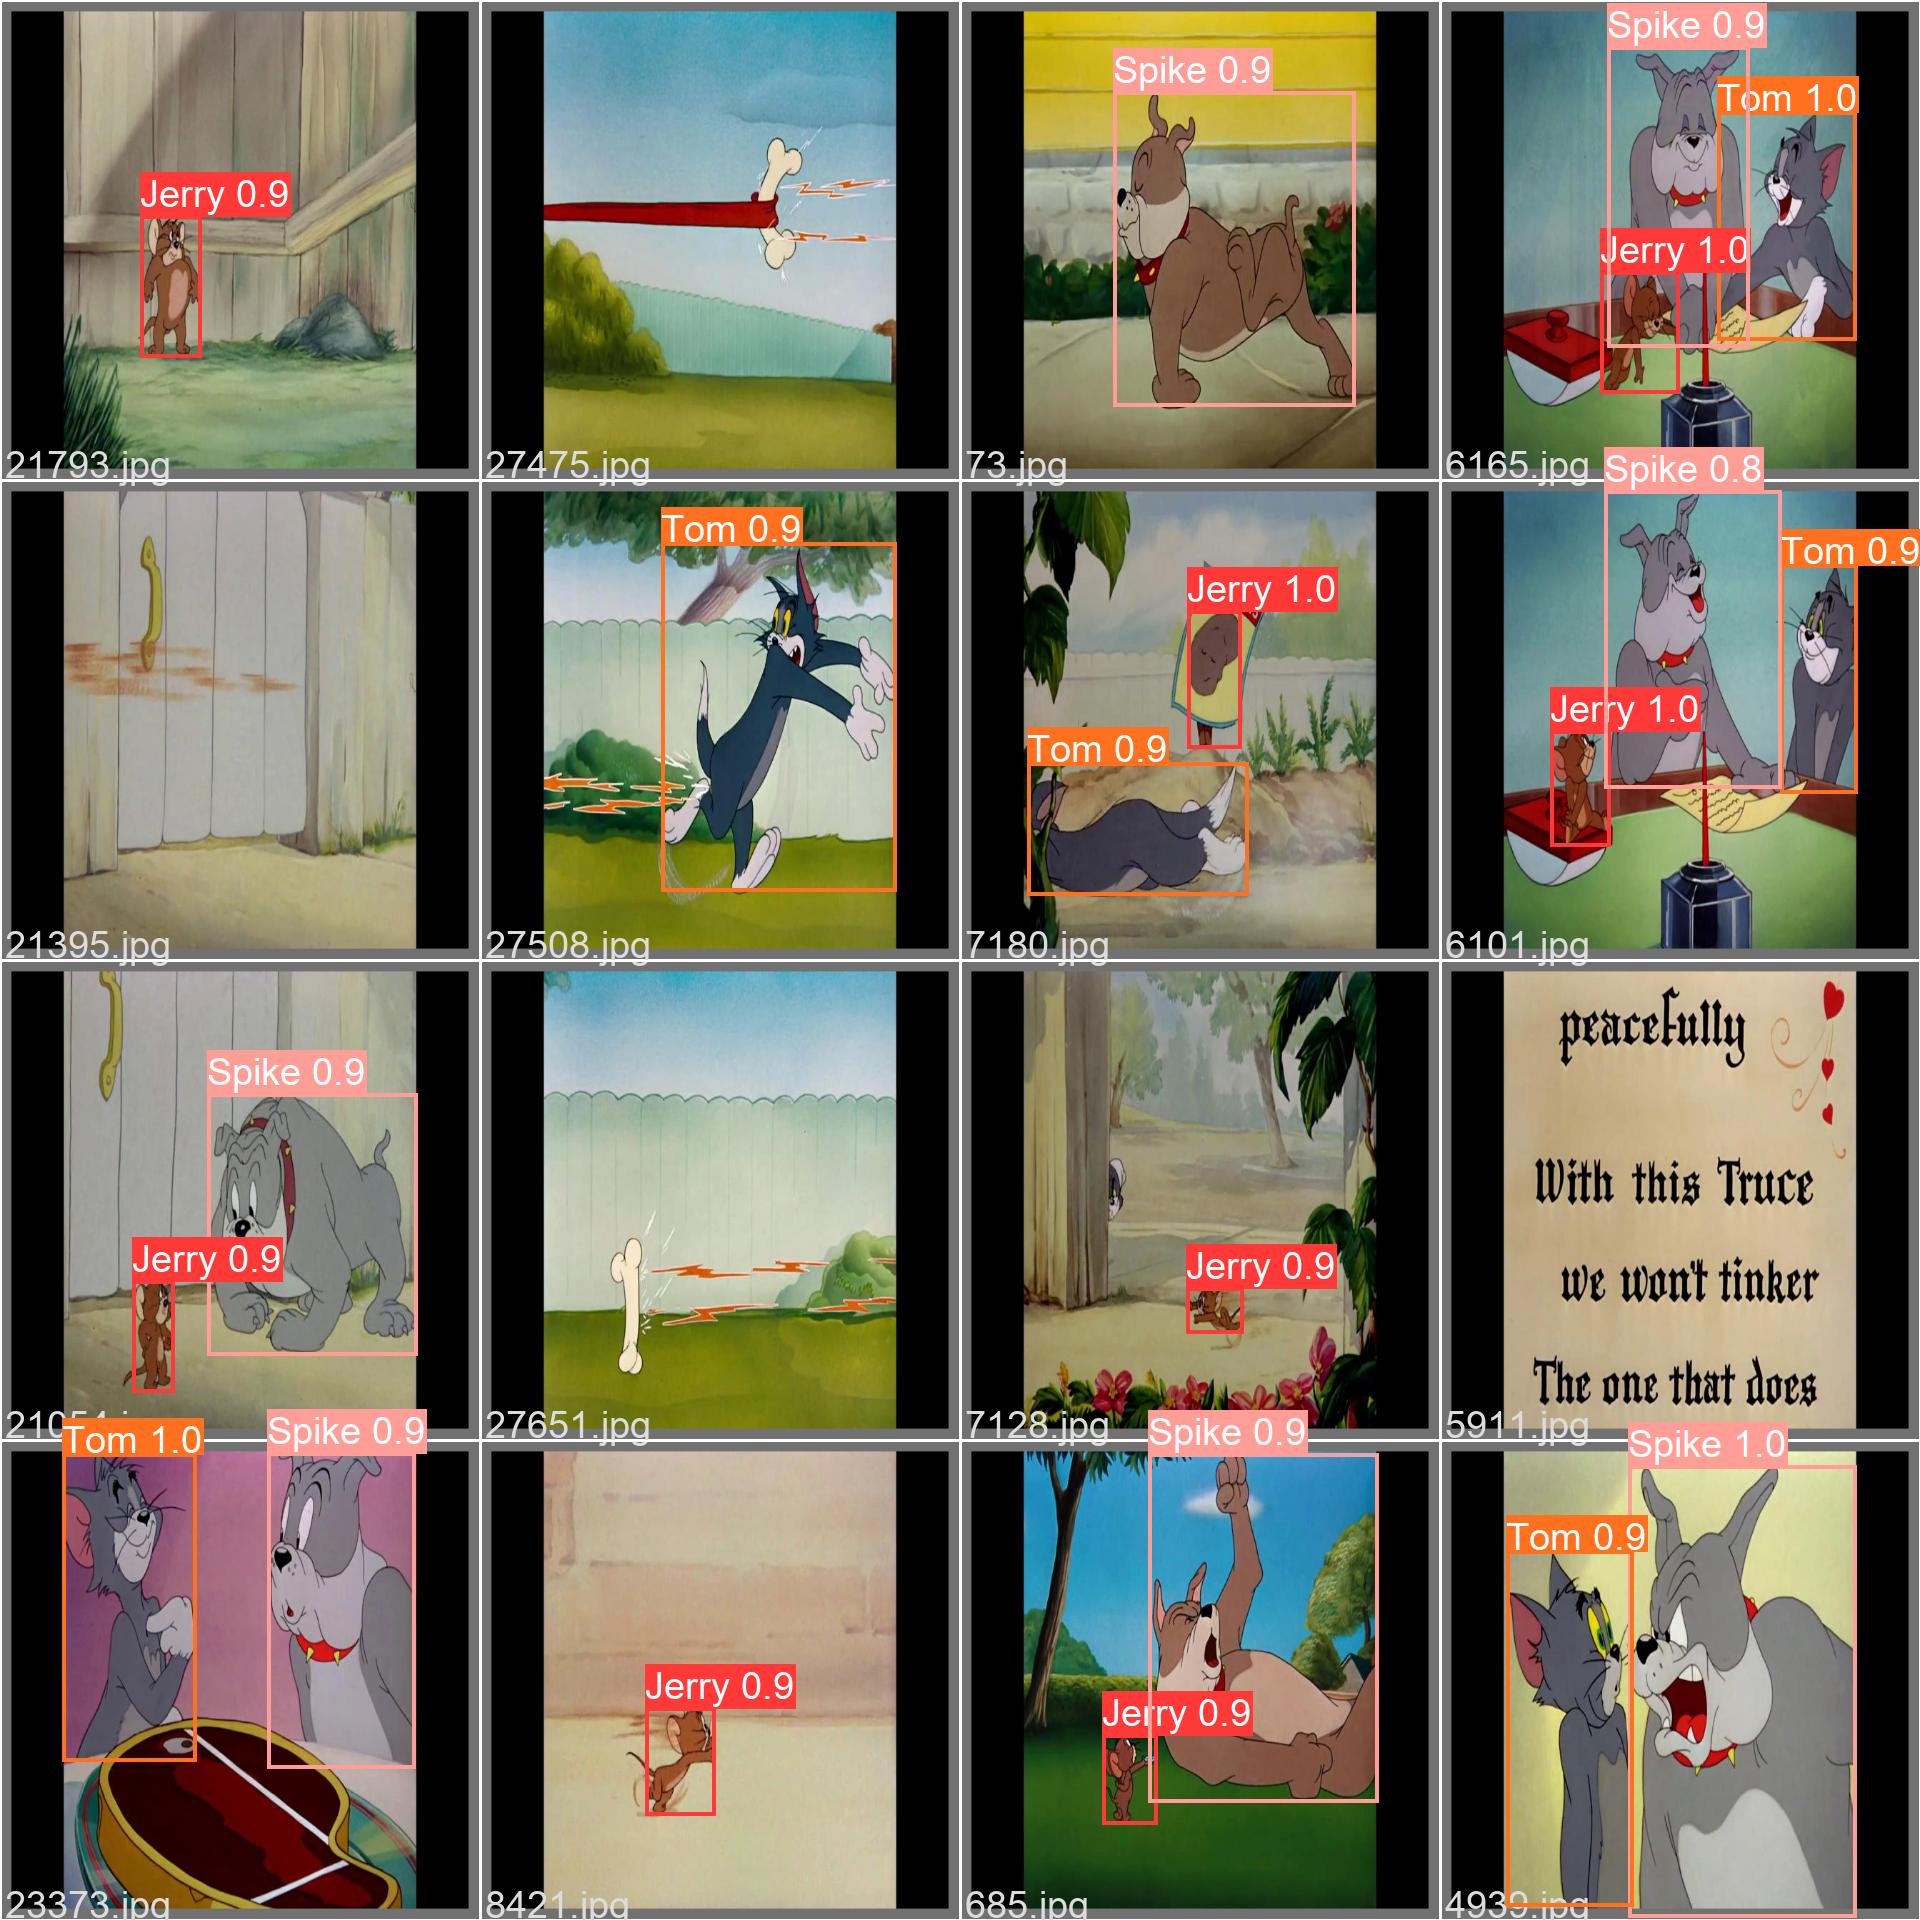 Jerry 0.9
21793.jpg
27475.jpg
Spike 0.9
73.jpg
Spike 0.9
Tom 1.0
Jerry 1.0
6165.jpg
21395.jpg
Tom 0.9
27508.jpg
Jerry 1.0
Tom 0.9
7180.jpg
Spike 0.8
Tom 0.9
Jerry 1.0
6101.jpg
Spike 0.9
Jerry 0.9
21054.jpg
27651.jpg
Jerry 0.9
7128.jpg
peacefully
With this Truce
we won't tinker
The one that does
5911.jpg
Tom 1.0
Spike 0.9
23373.jpg
Jerry 0.9
8421.jpg
Spike 0.9
Jerry 0.9
685.jpg
Spike 1.0
Tom 0.9
4939.jpg